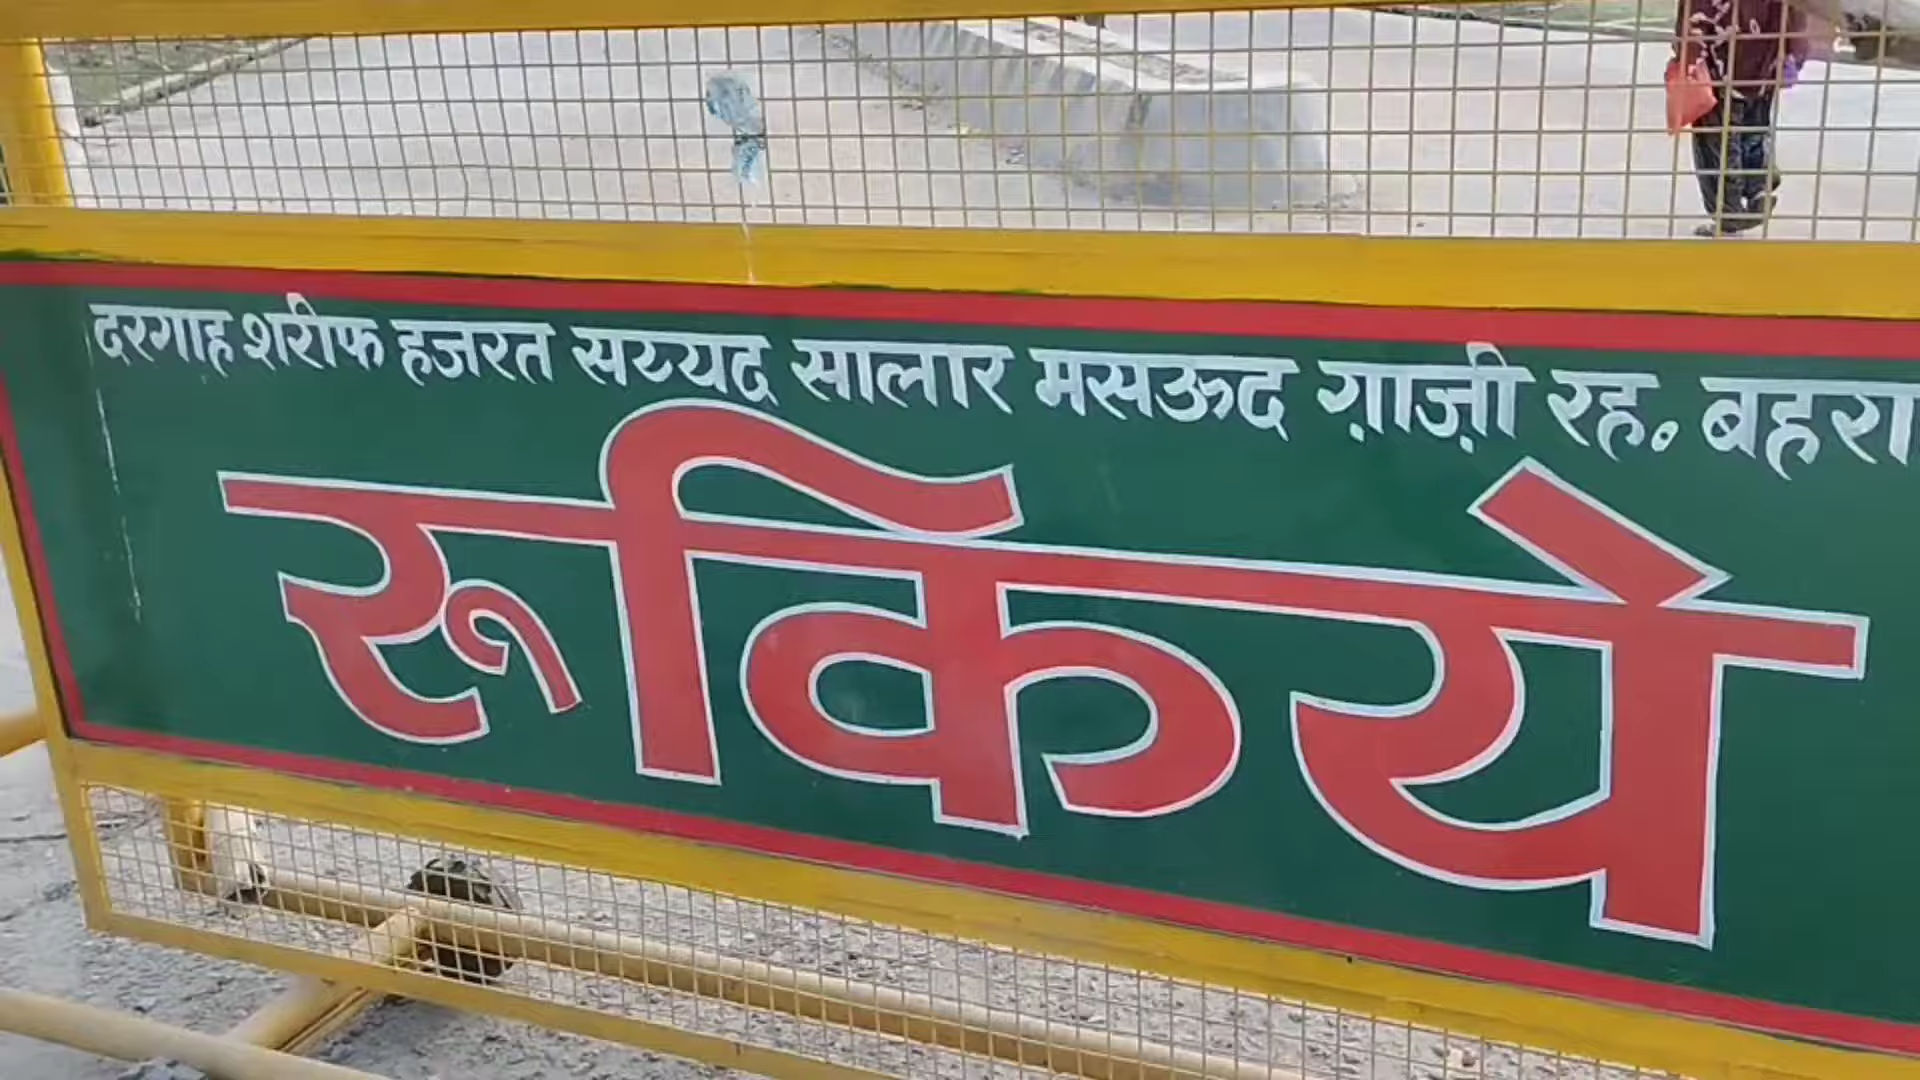 दरगाह शरीफ हजरत सय्यद सालार मसऊद ग़ाज़ी रह. बहरा
रूकिये